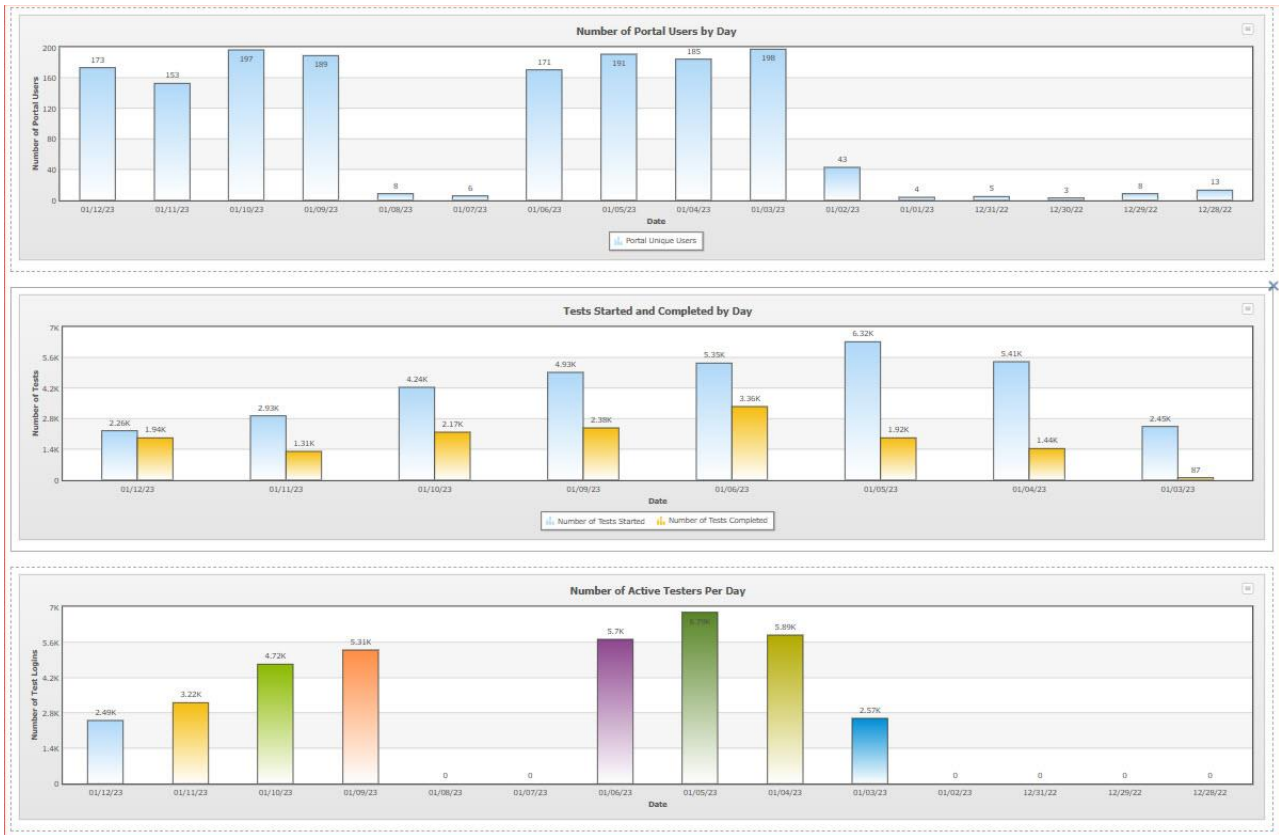 Number of Portal Users by Day
200
160
120
80
40
0
Number of Portal Users
173
153
197
189
8
6
171
191
185
198
43
4
5
3
8
13
01/12/23 01/11/23 01/10/23 01/09/23 01/08/23 01/07/23 01/06/23 01/05/23 01/04/23 01/03/23 01/02/23 01/01/23 12/31/22 12/30/22 12/29/22 12/28/22
Date
Portal Unique Users
Tests Started and Completed by Day
7K
5.6K
4.2K
2.8K
1.4K
0
Number of Tests
2.26K 1.94K
2.93K 1.31K
4.24K 2.17K
4.93K 2.38K
5.35K 3.36K
6.32K 1.92K
5.41K 1.44K
2.45K 87
01/12/23 01/11/23 01/10/23 01/09/23 01/06/23 01/05/23 01/04/23 01/03/23
Date
Number of Tests Started Number of Tests Completed
Number of Active Testers Per Day
7K
5.6K
4.2K
2.8K
1.4K
0
Number of Test Logins
2.49K
3.22K
4.72K
5.31K
0
0
5.7K
6.79K
5.89K
2.57K
0
0
0
0
01/12/23 01/11/23 01/10/23 01/09/23 01/08/23 01/07/23 01/06/23 01/05/23 01/04/23 01/03/23 01/02/23 12/31/22 12/29/22 12/28/22
Date